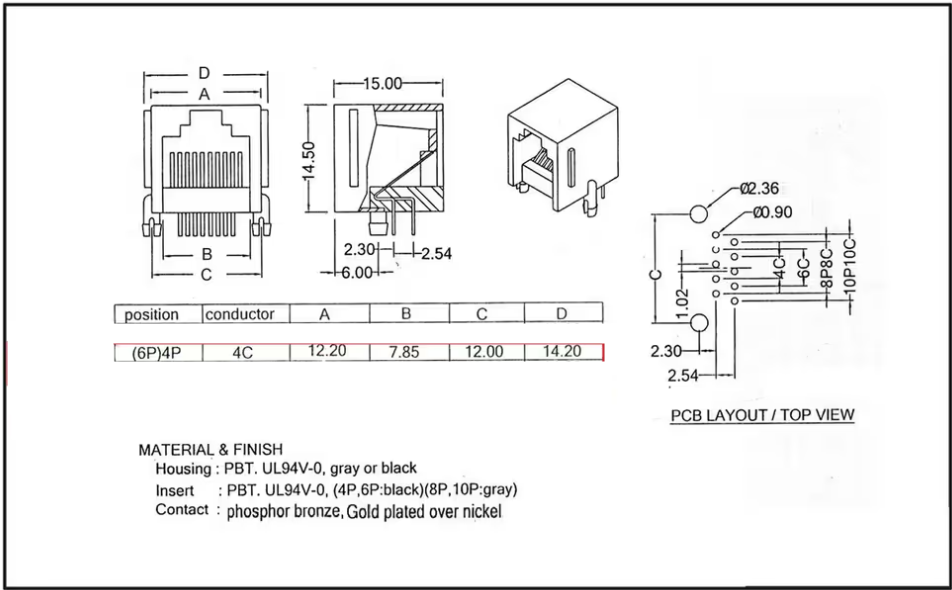 D
A
15.00
14.50
B
C
2.30
2.54
6.00
Ø2.36
Ø0.90
C
1.02
4C
6C
8P8C
10P10C
2.30
2.54
PCB LAYOUT / TOP VIEW
position conductor A B C D
(6P)4P 4C 12.20 7.85 12.00 14.20
MATERIAL & FINISH
Housing : PBT. UL94V-0, gray or black
Insert : PBT. UL94V-0, (4P,6P:black)(8P,10P:gray)
Contact : phosphor bronze, Gold plated over nickel